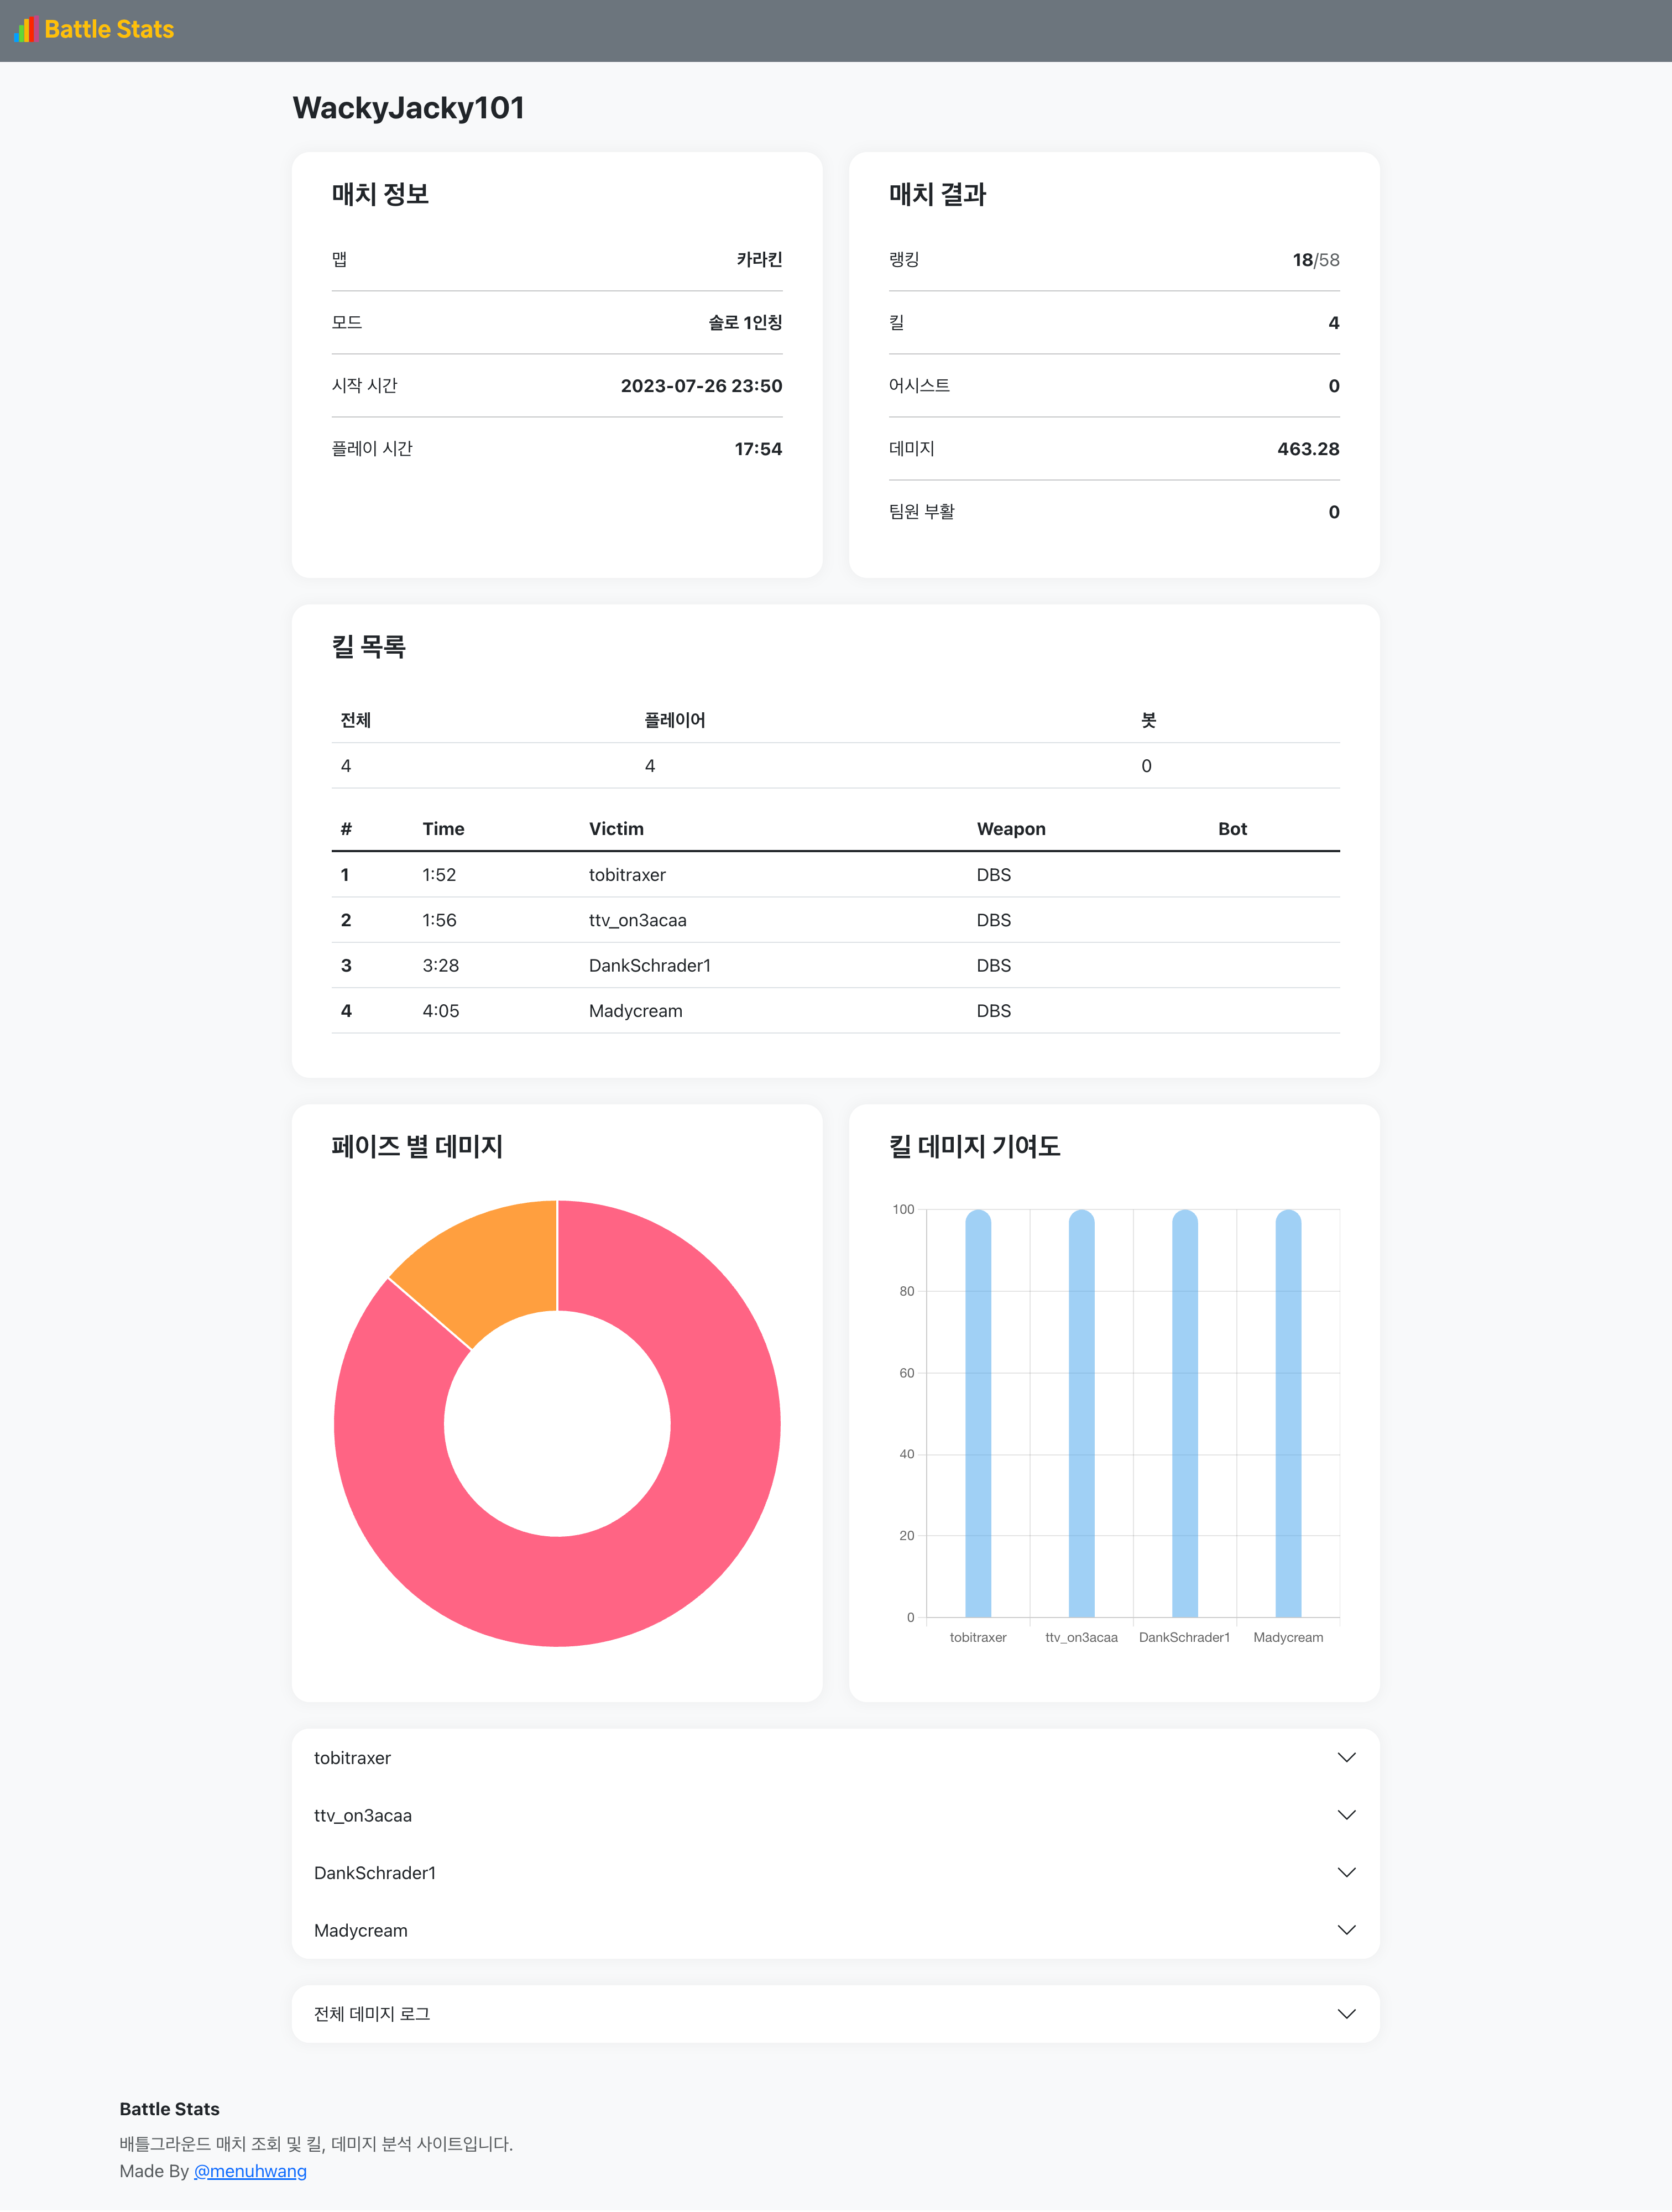 Battle Stats
WackyJacky101
매치 정보
맵 카라킨
모드 솔로 1인칭
시작 시간 2023-07-26 23:50
플레이 시간 17:54
매치 결과
랭킹 18/58
킬 4
어시스트 0
데미지 463.28
팀원 부활 0
킬 목록
전체 플레이어 봇
4 4 0
# Time Victim Weapon Bot
1 1:52 tobitraxer DBS
2 1:56 ttv_on3acaa DBS
3 3:28 DankSchrader1 DBS
4 4:05 Madycream DBS
페이즈 별 데미지
킬 데미지 기여도
100
80
60
40
20
0
tobitraxer ttv_on3acaa DankSchrader1 Madycream
tobitraxer
ttv_on3acaa
DankSchrader1
Madycream
전체 데미지 로그
Battle Stats
배틀그라운드 매치 조회 및 킬, 데미지 분석 사이트입니다.
Made By @menuhwang